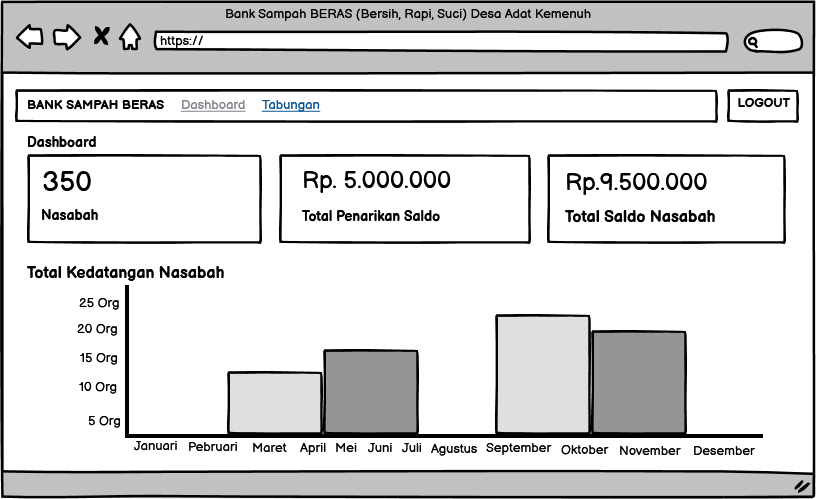 Bank Sampah BERAS (Bersih, Rapi, Suci) Desa Adat Kemenuh
https://
BANK SAMPAH BERAS Dashboard Tabungan LOGOUT
Dashboard
350
Nasabah
Rp. 5.000.000
Total Penarikan Saldo
Rp.9.500.000
Total Saldo Nasabah
Total Kedatangan Nasabah
25 Org
20 Org
15 Org
10 Org
5 Org
Januari Pebruari Maret April Mei Juni Juli Agustus September Oktober November Desember